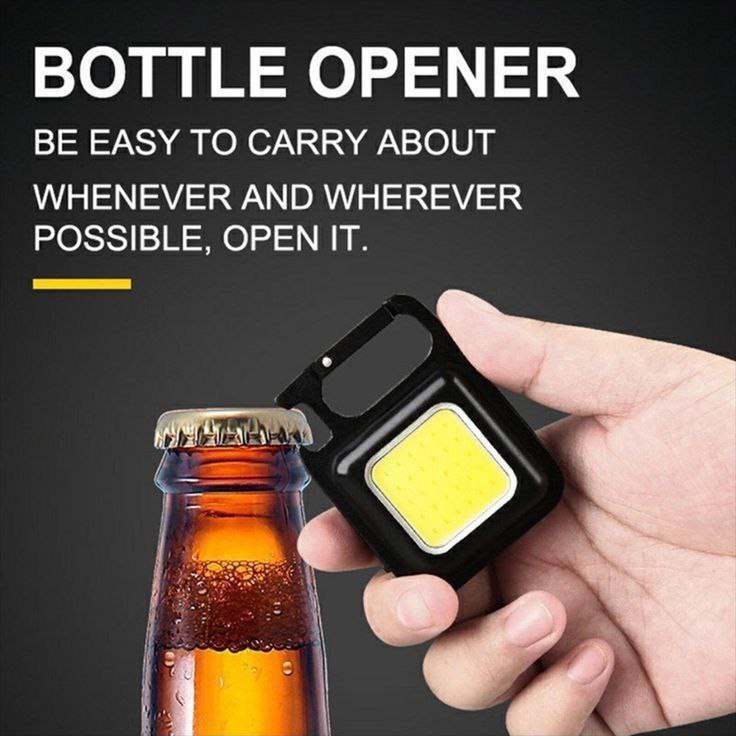 BOTTLE OPENER
BE EASY TO CARRY ABOUT
WHENEVER AND WHEREVER
POSSIBLE, OPEN IT.